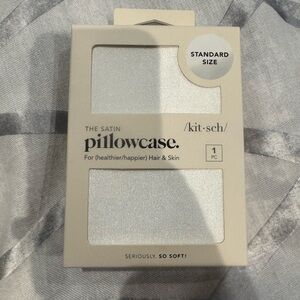 STANDARD
SIZE
THE SATIN
pillowcase.
/kit•sch/
For (healthier/happier) Hair & Skin
1
PC
SERIOUSLY, SO SOFT!